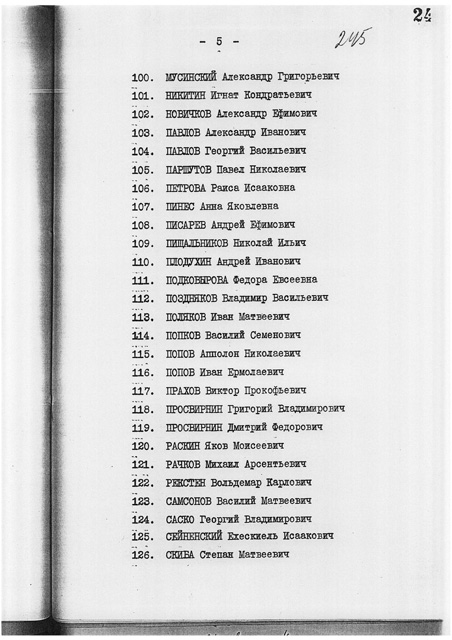 24
- 5 -
245
100. МУСИНСКИЙ Александр Григорьевич
101. НИКИТИН Игнат Кондратьевич
102. НОВИЧКОВ Александр Ефимович
103. ПАВЛОВ Александр Иванович
104. ПАВЛОВ Георгий Васильевич
105. ПАРШУТОВ Павел Николаевич
106. ПЕТРОВА Раиса Исааковна
107. ПИНЕС Анна Яковлевна
108. ПИСАРЕВ Андрей Ефимович
109. ПИЩАЛЬНИКОВ Николай Ильич
110. ПЛОДУХИН Андрей Иванович
111. ПОДКОВЫРОВА Федора Евсеевна
112. ПОЗДНЯКОВ Владимир Васильевич
113. ПОЛЯКОВ Иван Матвеевич
114. ПОПКОВ Василий Семенович
115. ПОПОВ Апполон Николаевич
116. ПОПОВ Иван Ермолаевич
117. ПРАХОВ Виктор Прокофьевич
118. ПРОСВИРНИН Григорий Владимирович
119. ПРОСВИРНИН Дмитрий Федорович
120. РАСКИН Яков Моисеевич
121. РАЧКОВ Михаил Арсентьевич
122. РЕКСТЕН Вольдемар Карлович
123. САМСОНОВ Василий Матвеевич
124. САСКО Георгий Владимирович
125. СЕЙНЕНСКИЙ Ехескиель Исаакович
126. СКИБА Степан Матвеевич